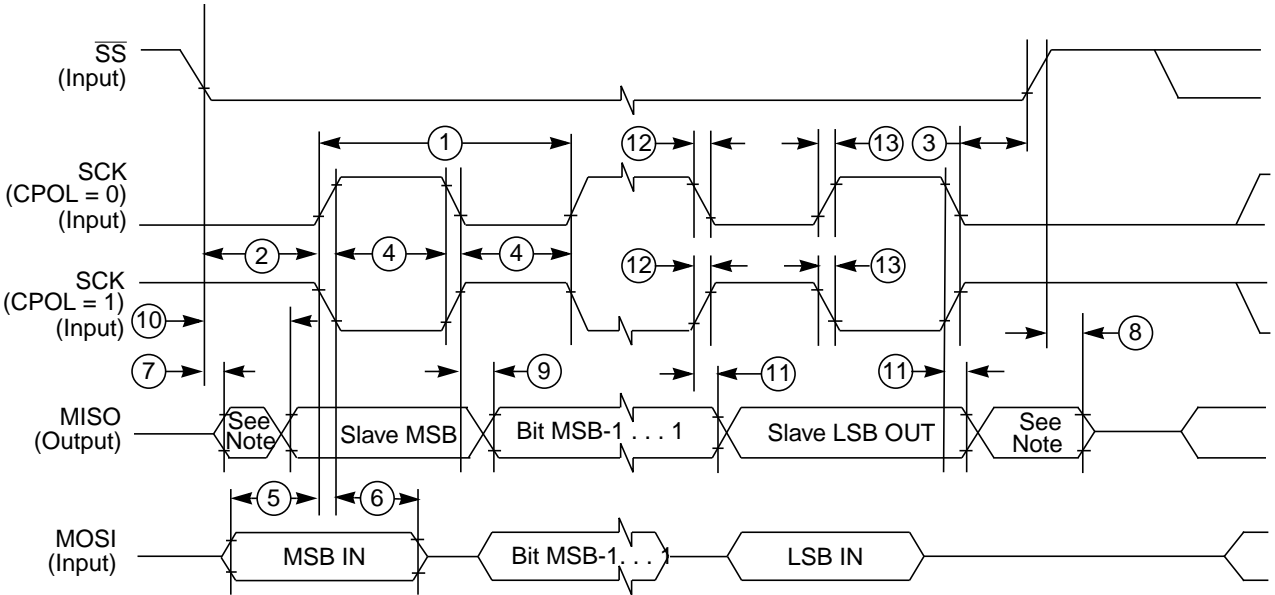 SS
(Input)
1
12
13
3
SCK
(CPOL = 0)
(Input)
2
4
4
12
13
SCK
(CPOL = 1)
(Input)
10
8
7
9
11
11
MISO
(Output)
See
Note
Slave MSB
Bit MSB-1 . . . 1
Slave LSB OUT
See
Note
5
6
MOSI
(Input)
MSB IN
Bit MSB-1. . . 1
LSB IN